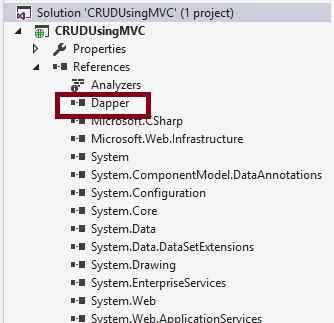 Solution 'CRUDUsingMVC' (1 project)
CRUDUsingMVC
Properties
References
Analyzers
Dapper
Microsoft.CSharp
Microsoft.Web.Infrastructure
System
System.ComponentModel.DataAnnotations
System.Configuration
System.Core
System.Data
System.Data.DataSetExtensions
System.Drawing
System.EnterpriseServices
System.Web
System.Web.ApplicationServices